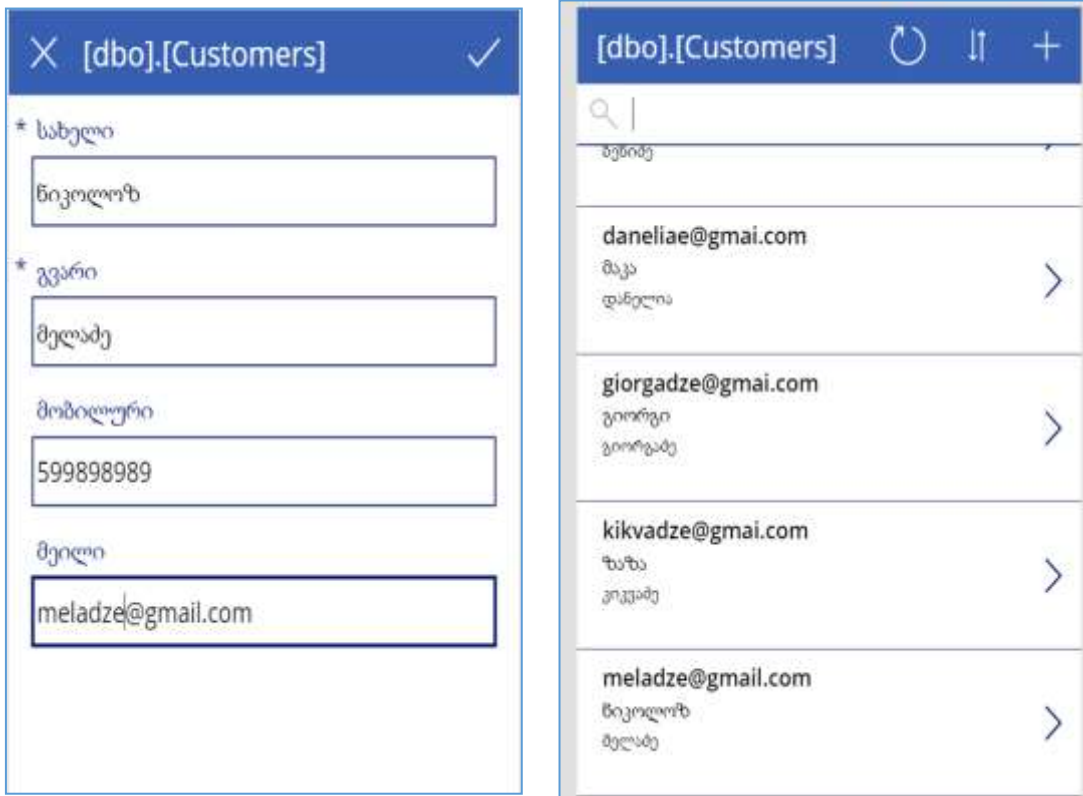 [dbo].[Customers]
* სახელი
ნიკოლოზ
* გვარი
მელაძე
მობილური
599898989
მეილი
meladze@gmail.com
[dbo].[Customers]
daneliae@gmai.com
მაკა
დანელია
giorgadze@gmai.com
გიორგი
გიორგაძე
kikvadze@gmai.com
ზაზა
კიკვაძე
meladze@gmail.com
ნიკოლოზ
მელაძე